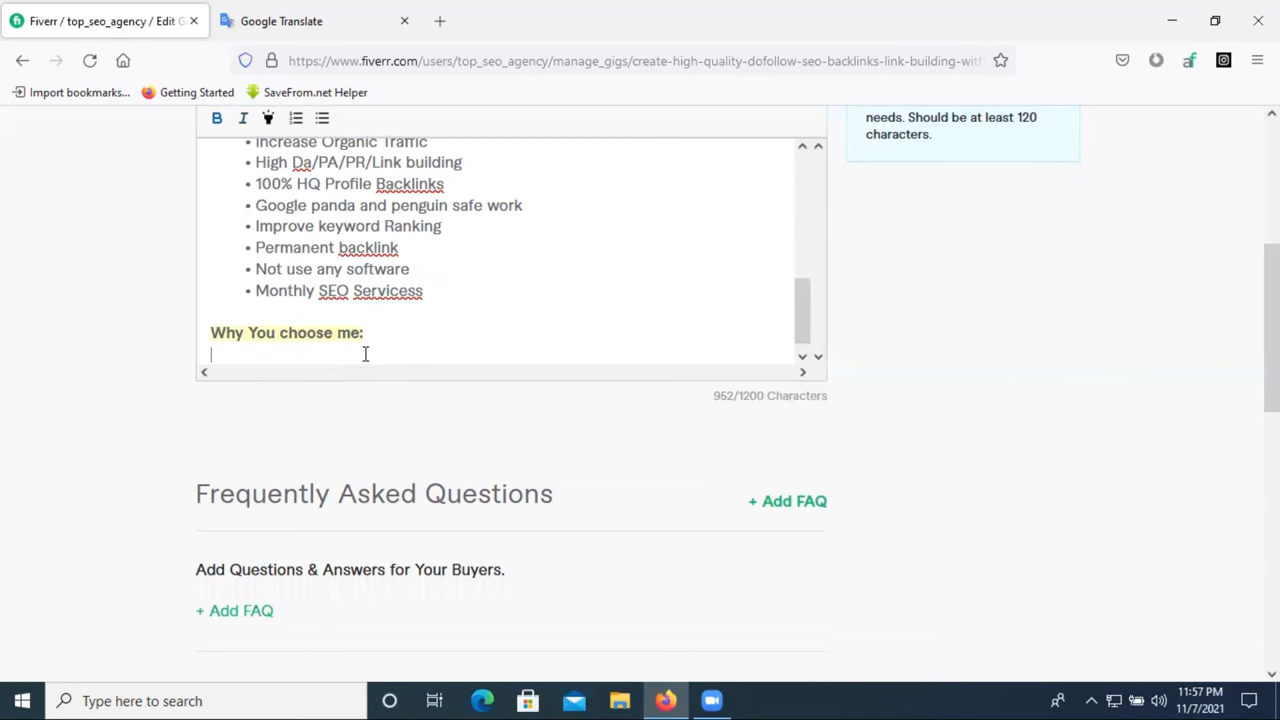 Fiverr / top_seo_agency / Edit G
Google Translate
https://www.fiverr.com/users/top_seo_agency/manage_gigs/create-high-quality-dofollow-seo-backlinks-link-building-with
Import bookmarks...
Getting Started
SaveFrom.net Helper
B I
needs. Should be at least 120
characters.
• Increase Organic Traffic
• High Da/PA/PR/Link building
• 100% HQ Profile Backlinks
• Google panda and penguin safe work
• Improve keyword Ranking
• Permanent backlink
• Not use any software
• Monthly SEO Servicess
Why You choose me:
952/1200 Characters
Frequently Asked Questions
+ Add FAQ
Add Questions & Answers for Your Buyers.
+ Add FAQ
Type here to search
11:57 PM
11/7/2021